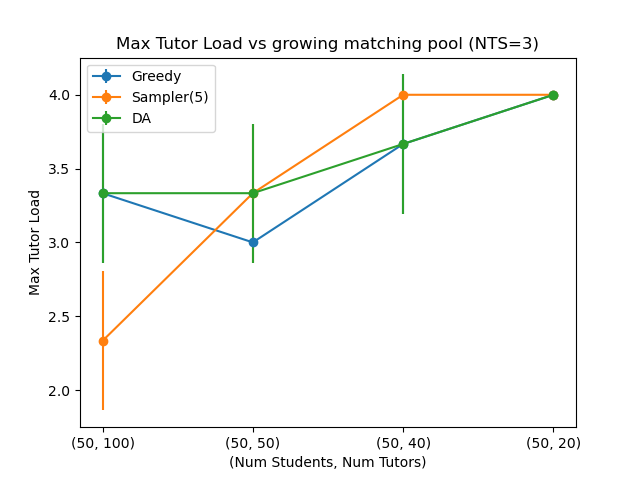 Max Tutor Load vs growing matching pool (NTS=3)
Greedy
Sampler(5)
DA
4.0
3.5
3.0
2.5
2.0
Max Tutor Load
(50, 100)
(50, 50)
(50, 40)
(50, 20)
(Num Students, Num Tutors)